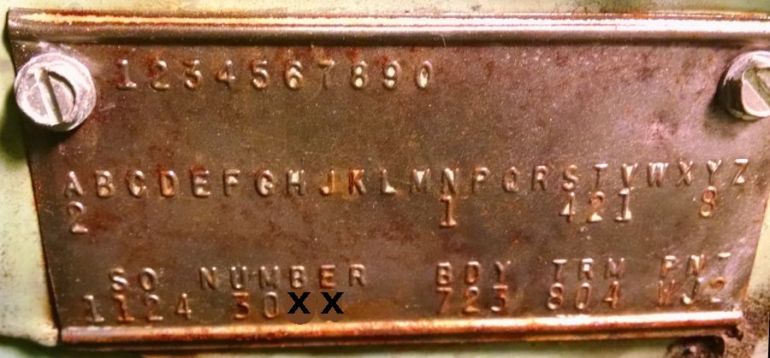 1234567890
ABCDEFGHJKLMNPQRSTVWXYZ
2 1 421 8
SO NUMBER BDY TRM PNT
1124 30XX 723 804 WJ2